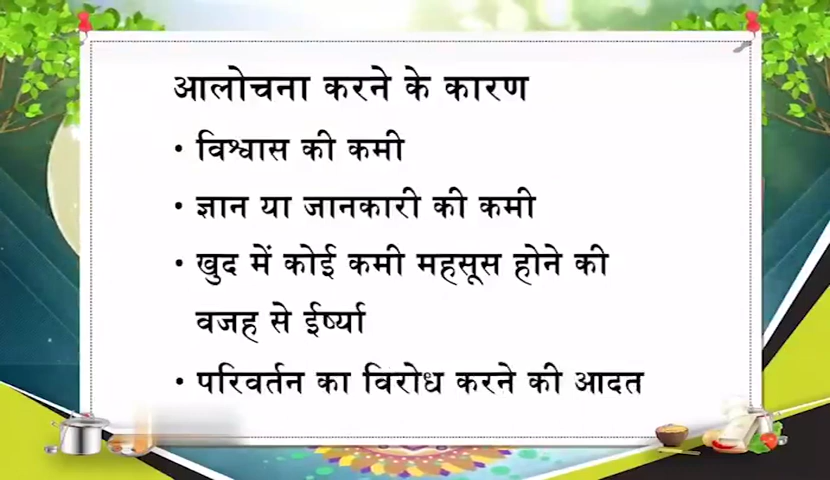 आलोचना करने के कारण
• विश्वास की कमी
• ज्ञान या जानकारी की कमी
• खुद में कोई कमी महसूस होने की
वजह से ईर्ष्या
• परिवर्तन का विरोध करने की आदत